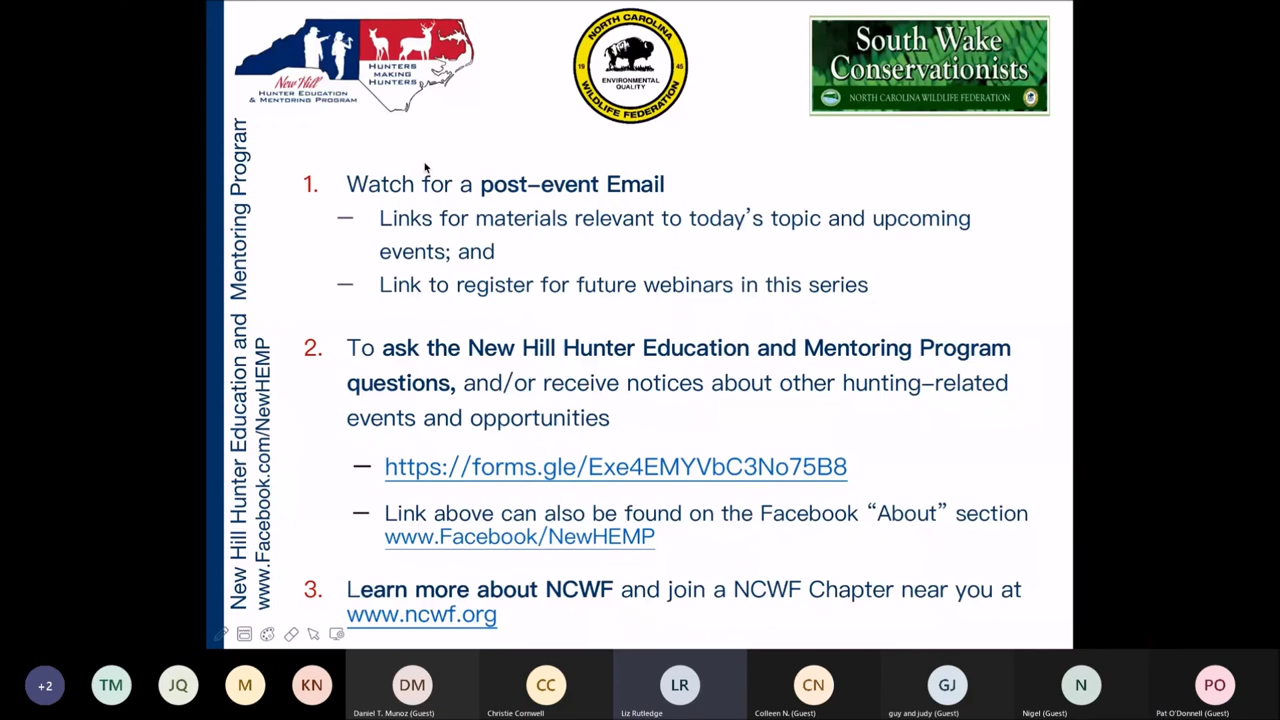 New Hill
HUNTER EDUCATION
& MENTORING PROGRAM
HUNTERS
MAKING
HUNTERS
NORTH CAROLINA
19 45
ENVIRONMENTAL
QUALITY
WILDLIFE FEDERATION
South Wake
Conservationists
NORTH CAROLINA WILDLIFE FEDERATION
New Hill Hunter Education and Mentoring Program
www.Facebook.com/NewHEMP
1. Watch for a post-event Email
– Links for materials relevant to today's topic and upcoming
events; and
– Link to register for future webinars in this series
2. To ask the New Hill Hunter Education and Mentoring Program
questions, and/or receive notices about other hunting-related
events and opportunities
– https://forms.gle/Exe4EMYVbC3No75B8
– Link above can also be found on the Facebook “About” section
www.Facebook/NewHEMP
3. Learn more about NCWF and join a NCWF Chapter near you at
www.ncwf.org
+2 TM JQ M KN DM CC LR CN GJ N PO
Daniel T. Munoz (Guest) Christie Cornwell Liz Rutledge Colleen N. (Guest) guy and judy (Guest) Nigel (Guest) Pat O'Donnell (Guest)